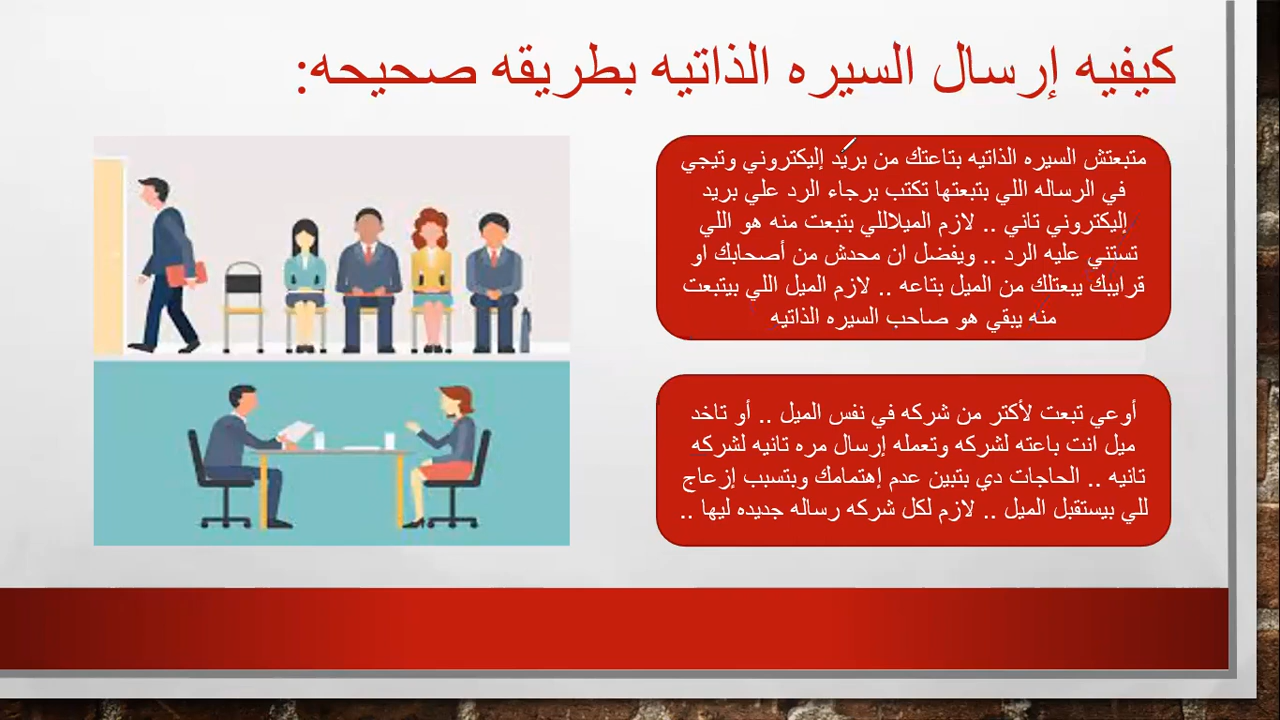 كيفيه إرسال السيره الذاتيه بطريقه صحيحه:
متبعتش السيره الذاتيه بتاعتك من بريد إليكتروني وتيجي
في الرساله اللي بتبعتها تكتب برجاء الرد علي بريد
إليكتروني تاني .. لازم الميلاللي بتبعت منه هو اللي
تستني عليه الرد .. ويفضل ان محدش من أصحابك او
قرايبك يبعتلك من الميل بتاعه .. لازم الميل اللي بيتبعت
منه يبقي هو صاحب السيره الذاتيه
أوعي تبعت لأكتر من شركه في نفس الميل .. أو تاخد
ميل انت باعته لشركه وتعمله إرسال مره تانيه لشركه
تانيه .. الحاجات دي بتبين عدم إهتمامك وبتسبب إزعاج
للي بيستقبل الميل .. لازم لكل شركه رساله جديده ليها ..